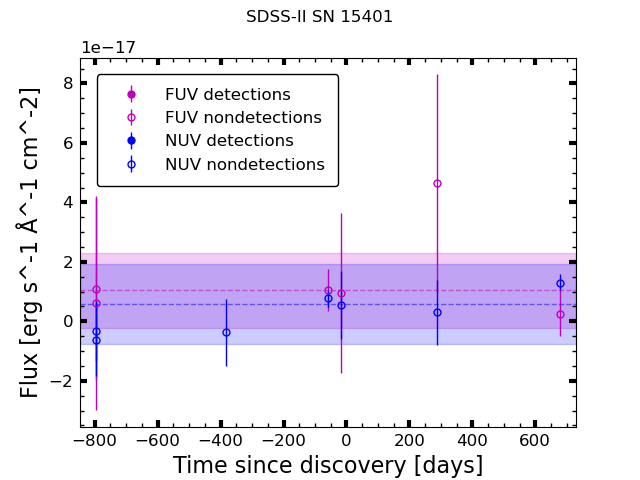 SDSS-II SN 15401
1e−17
FUV detections
FUV nondetections
NUV detections
NUV nondetections
8
6
4
2
0
−2
Flux [erg s^-1 Å^-1 cm^-2]
−800 −600 −400 −200 0 200 400 600
Time since discovery [days]